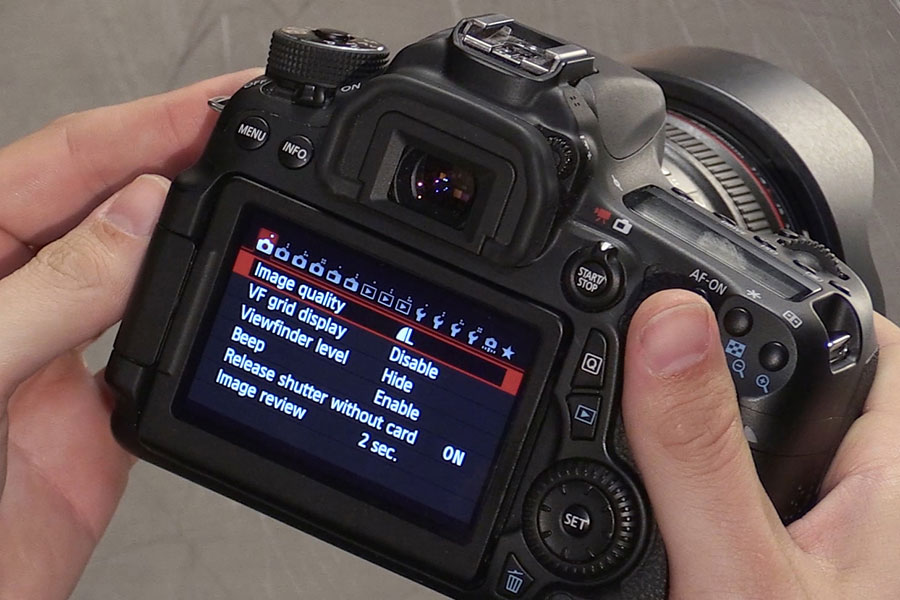 OFF
ON
MENU
INFO.
START/
STOP
AF-ON
Image quality L
VF grid display Disable
Viewfinder level Hide
Beep Enable
Release shutter without card ON
Image review 2 sec.
Q
SET